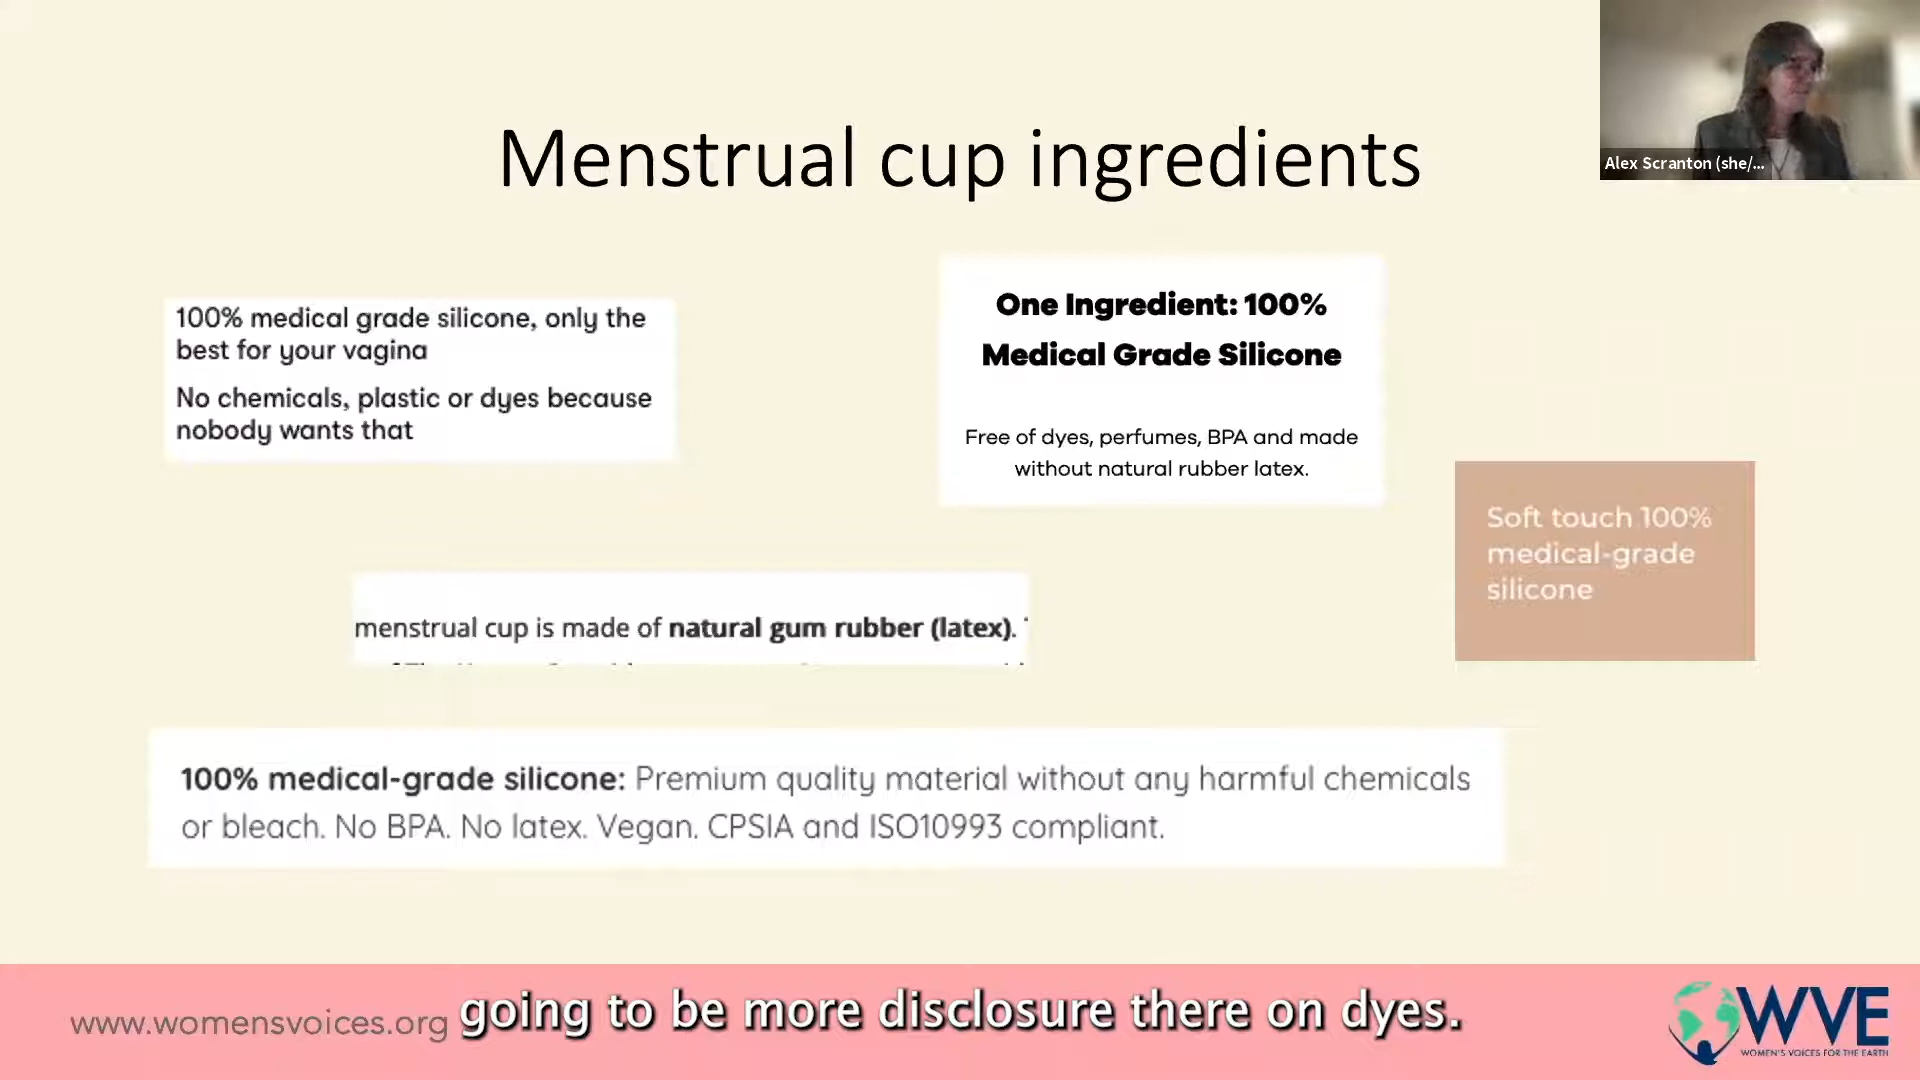 Alex Scranton (she/...
Menstrual cup ingredients
100% medical grade silicone, only the
best for your vagina
No chemicals, plastic or dyes because
nobody wants that
One Ingredient: 100%
Medical Grade Silicone
Free of dyes, perfumes, BPA and made
without natural rubber latex.
Soft touch 100%
medical-grade
silicone
menstrual cup is made of natural gum rubber (latex).
100% medical-grade silicone: Premium quality material without any harmful chemicals
or bleach. No BPA. No latex. Vegan. CPSIA and ISO10993 compliant.
www.womensvoices.org
going to be more disclosure there on dyes.
WVE
WOMEN'S VOICES FOR THE EARTH